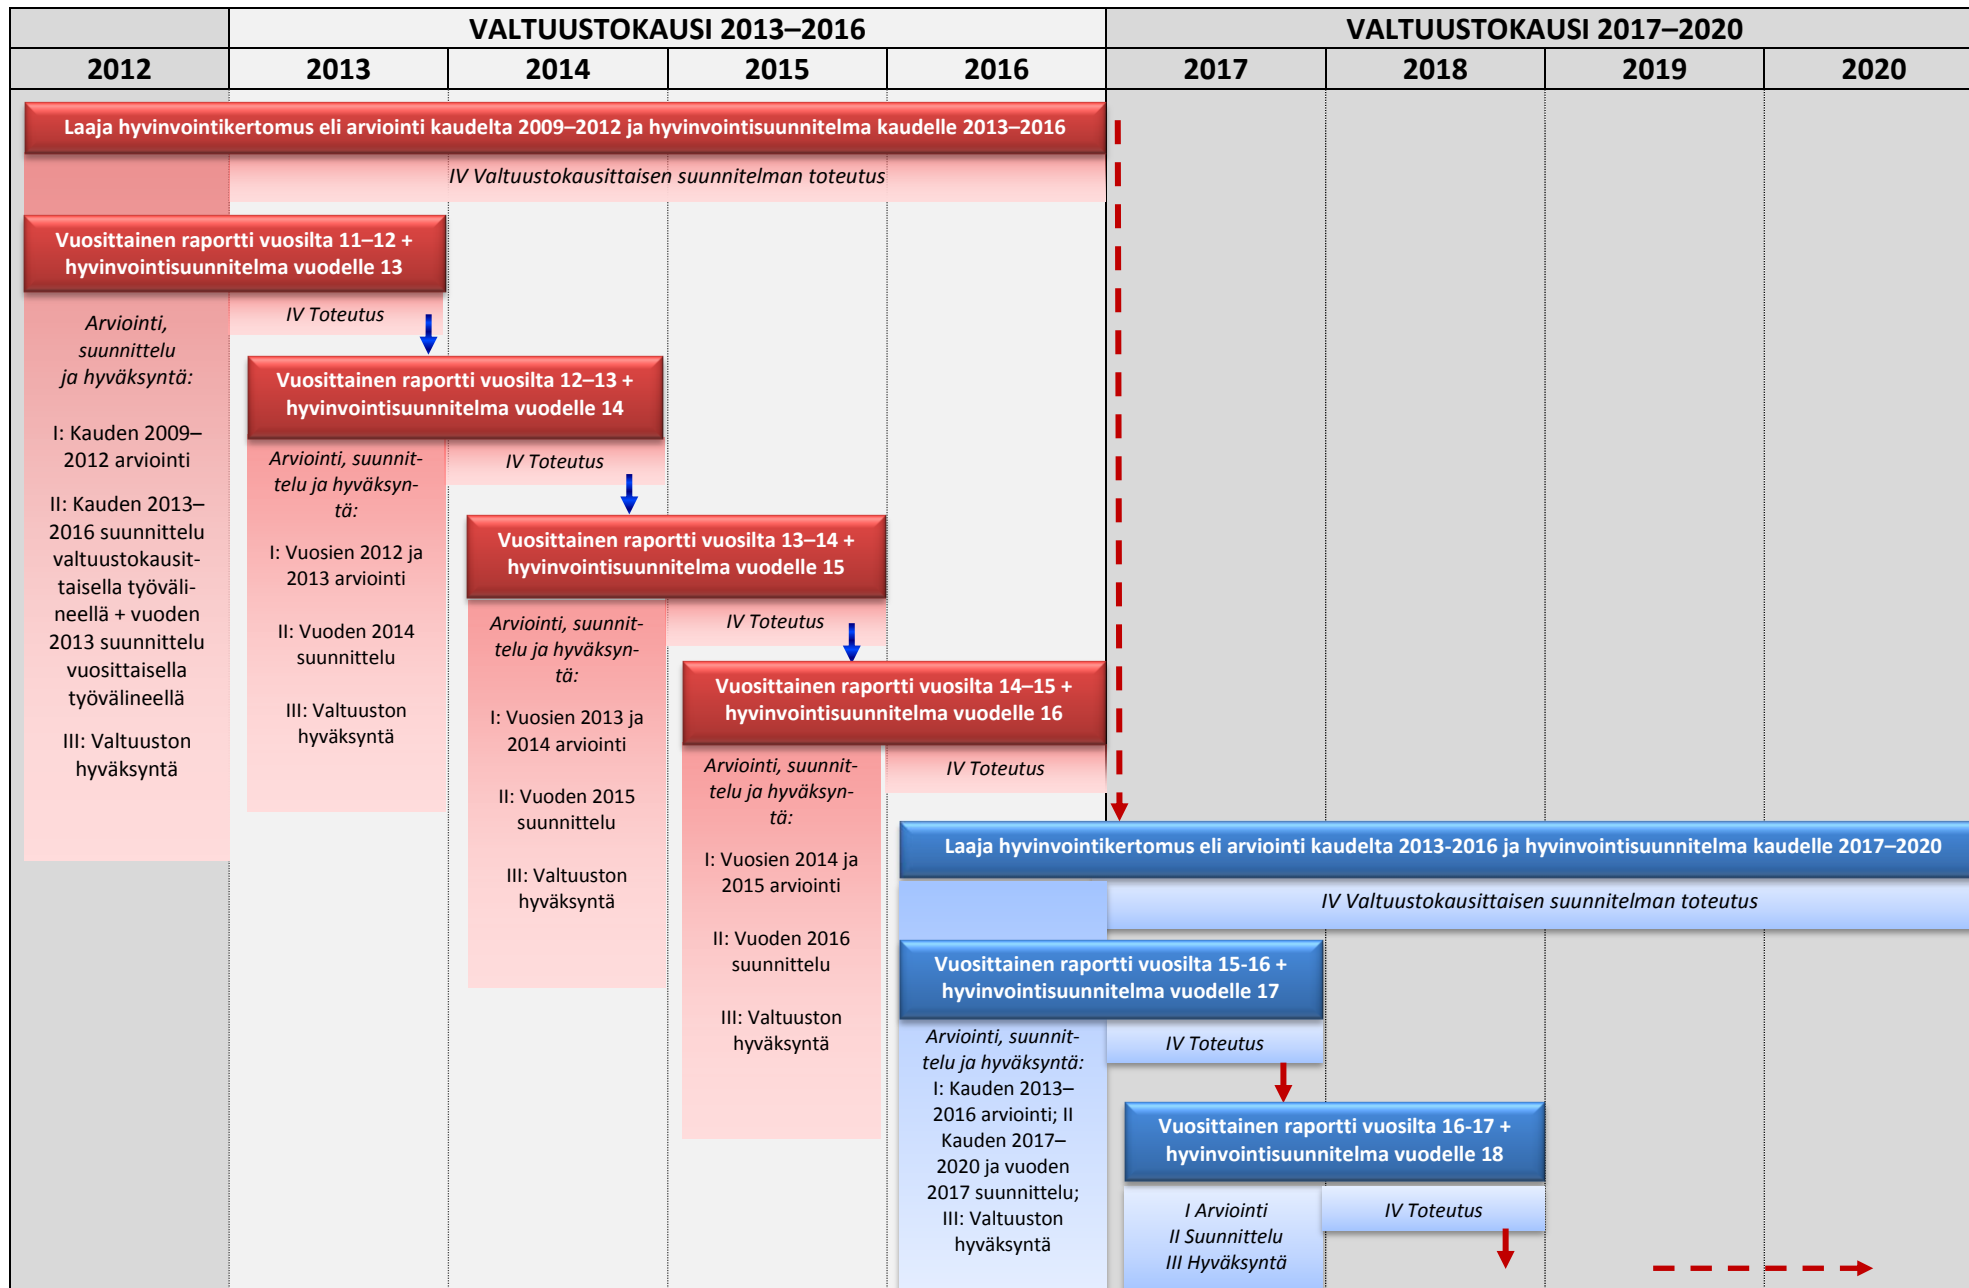 VALTUUSTOKAUSI 2013–2016
VALTUUSTOKAUSI 2017–2020
2012
2013
2014
2015
2016
2017
2018
2019
2020
Laaja hyvinvointikertomus eli arviointi kaudelta 2009–2012 ja hyvinvointisuunnitelma kaudelle 2013–2016
IV Valtuustokausittaisen suunnitelman toteutus
Vuosittainen raportti vuosilta 11–12 +
hyvinvointisuunnitelma vuodelle 13
IV Toteutus
Arviointi,
suunnittelu
ja hyväksyntä:
I: Kauden 2009–
2012 arviointi
II: Kauden 2013–
2016 suunnittelu
valtuustokausit-
taisella työväli-
neellä + vuoden
2013 suunnittelu
vuosittaisella
työvälineellä
III: Valtuuston
hyväksyntä
Vuosittainen raportti vuosilta 12–13 +
hyvinvointisuunnitelma vuodelle 14
IV Toteutus
Arviointi, suunnit-
telu ja hyväksyn-
tä:
I: Vuosien 2012 ja
2013 arviointi
II: Vuoden 2014
suunnittelu
III: Valtuuston
hyväksyntä
Vuosittainen raportti vuosilta 13–14 +
hyvinvointisuunnitelma vuodelle 15
IV Toteutus
Arviointi, suunnit-
telu ja hyväksyn-
tä:
I: Vuosien 2013 ja
2014 arviointi
II: Vuoden 2015
suunnittelu
III: Valtuuston
hyväksyntä
Vuosittainen raportti vuosilta 14–15 +
hyvinvointisuunnitelma vuodelle 16
IV Toteutus
Arviointi, suunnit-
telu ja hyväksyn-
tä:
I: Vuosien 2014 ja
2015 arviointi
II: Vuoden 2016
suunnittelu
III: Valtuuston
hyväksyntä
Laaja hyvinvointikertomus eli arviointi kaudelta 2013-2016 ja hyvinvointisuunnitelma kaudelle 2017–2020
IV Valtuustokausittaisen suunnitelman toteutus
Vuosittainen raportti vuosilta 15-16 +
hyvinvointisuunnitelma vuodelle 17
IV Toteutus
Arviointi, suunnit-
telu ja hyväksyntä:
I: Kauden 2013–
2016 arviointi; II
Kauden 2017–
2020 ja vuoden
2017 suunnittelu;
III: Valtuuston
hyväksyntä
Vuosittainen raportti vuosilta 16-17 +
hyvinvointisuunnitelma vuodelle 18
I Arviointi
II Suunnittelu
III Hyväksyntä
IV Toteutus